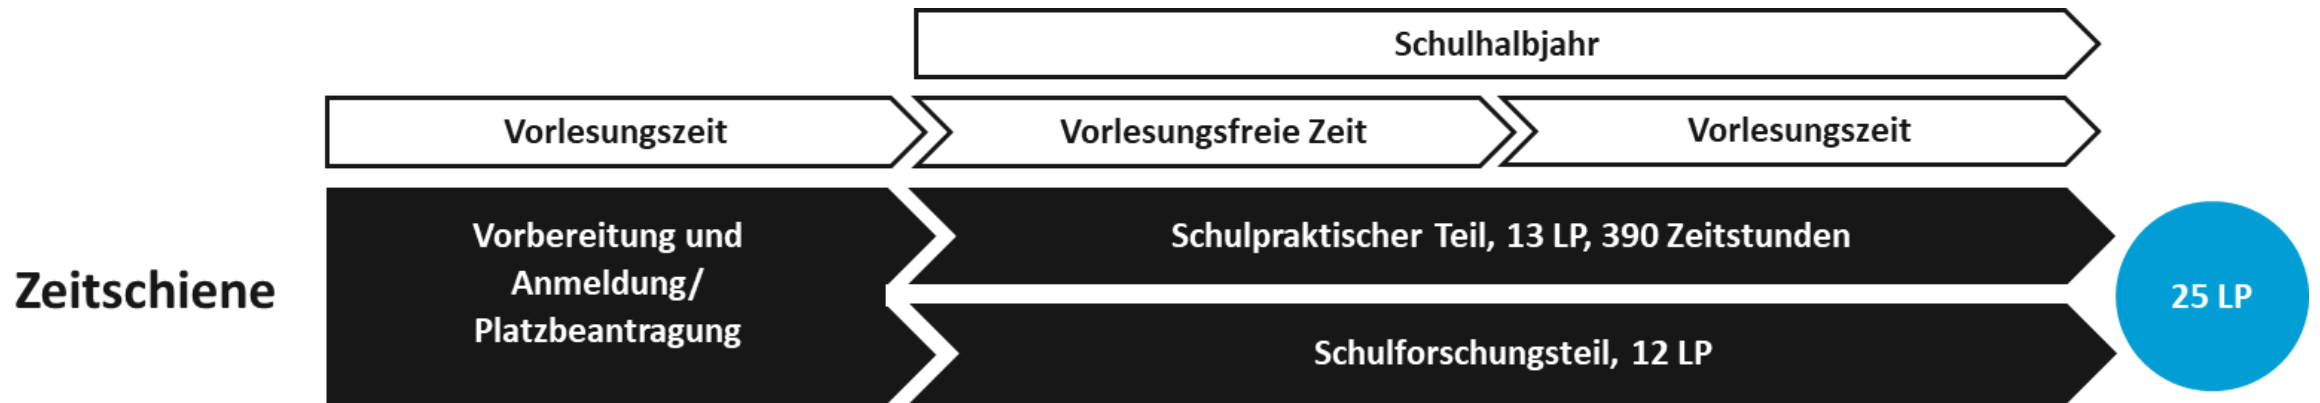 Schulhalbjahr
Vorlesungszeit
Vorlesungsfreie Zeit
Vorlesungszeit
Zeitschiene
Vorbereitung und
Anmeldung/
Platzbeantragung
Schulpraktischer Teil, 13 LP, 390 Zeitstunden
Schulforschungsteil, 12 LP
25 LP